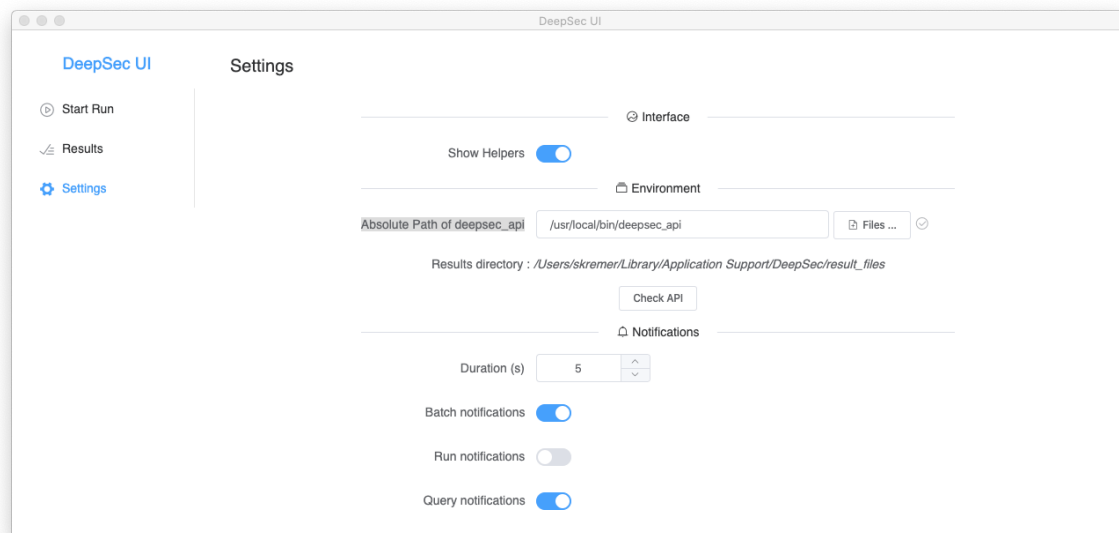 DeepSec UI
DeepSec UI
Settings
Start Run
Results
Settings
Interface
Show Helpers
Environment
Absolute Path of deepsec_api /usr/local/bin/deepsec_api Files ...
Results directory : /Users/skremer/Library/Application Support/DeepSec/result_files
Check API
Notifications
Duration (s) 5
Batch notifications
Run notifications
Query notifications